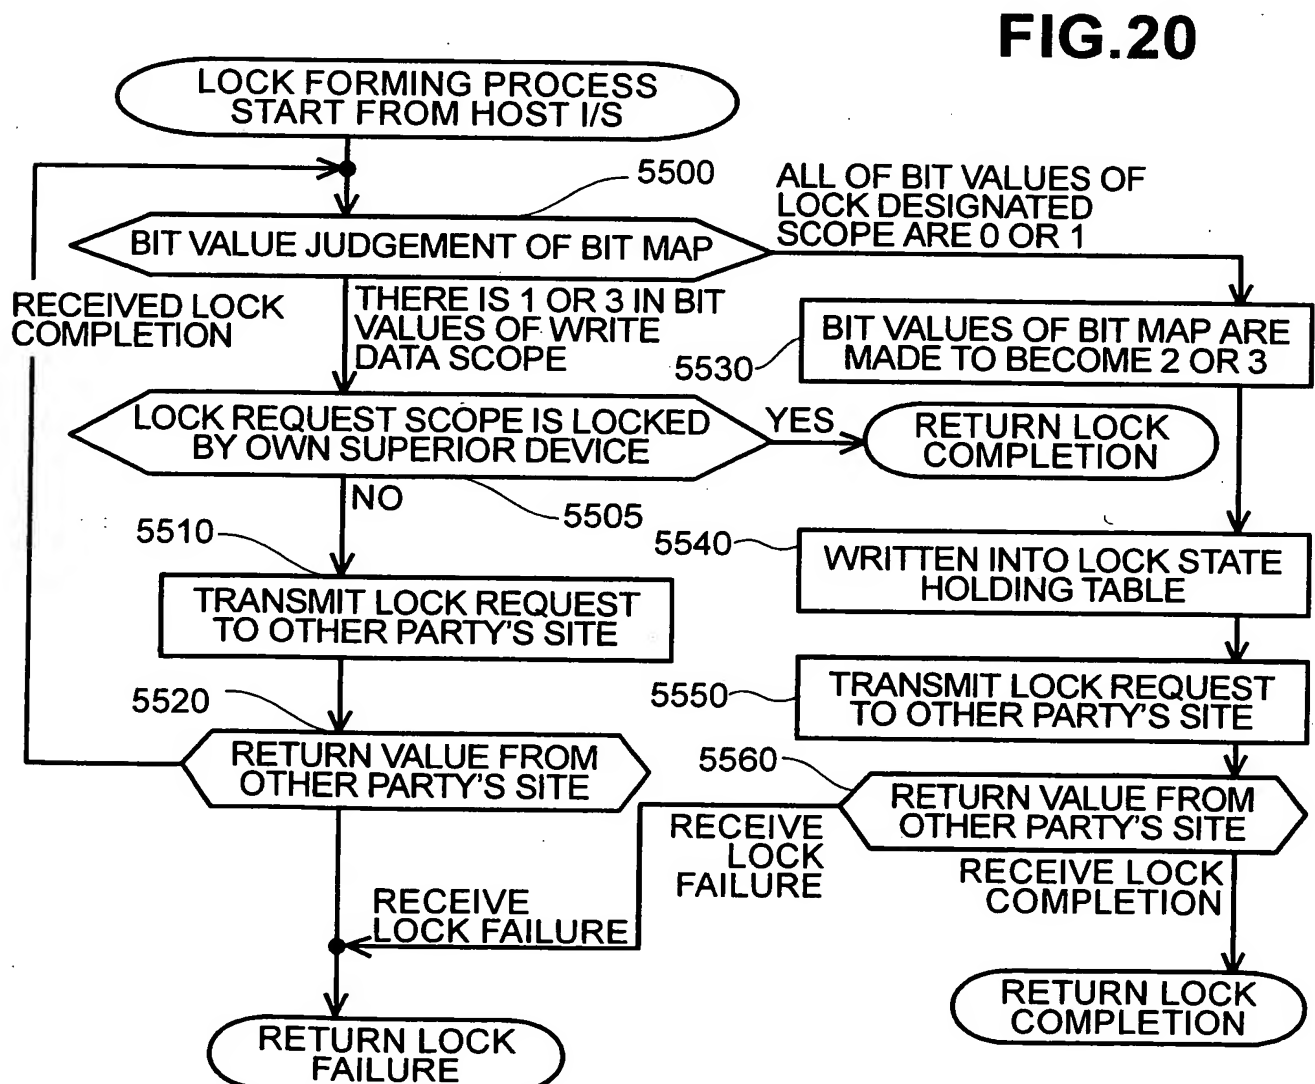 FIG.20
LOCK FORMING PROCESS
START FROM HOST I/S
5500
ALL OF BIT VALUES OF
LOCK DESIGNATED
SCOPE ARE 0 OR 1
BIT VALUE JUDGEMENT OF BIT MAP
RECEIVED LOCK
COMPLETION
THERE IS 1 OR 3 IN BIT
VALUES OF WRITE
DATA SCOPE
5530
BIT VALUES OF BIT MAP ARE
MADE TO BECOME 2 OR 3
LOCK REQUEST SCOPE IS LOCKED
BY OWN SUPERIOR DEVICE
YES
RETURN LOCK
COMPLETION
NO
5505
5510
5540
WRITTEN INTO LOCK STATE
HOLDING TABLE
TRANSMIT LOCK REQUEST
TO OTHER PARTY'S SITE
5550
TRANSMIT LOCK REQUEST
TO OTHER PARTY'S SITE
5520
RETURN VALUE FROM
OTHER PARTY'S SITE
5560
RETURN VALUE FROM
OTHER PARTY'S SITE
RECEIVE
LOCK
FAILURE
RECEIVE LOCK
COMPLETION
RECEIVE
LOCK FAILURE
RETURN LOCK
COMPLETION
RETURN LOCK
FAILURE